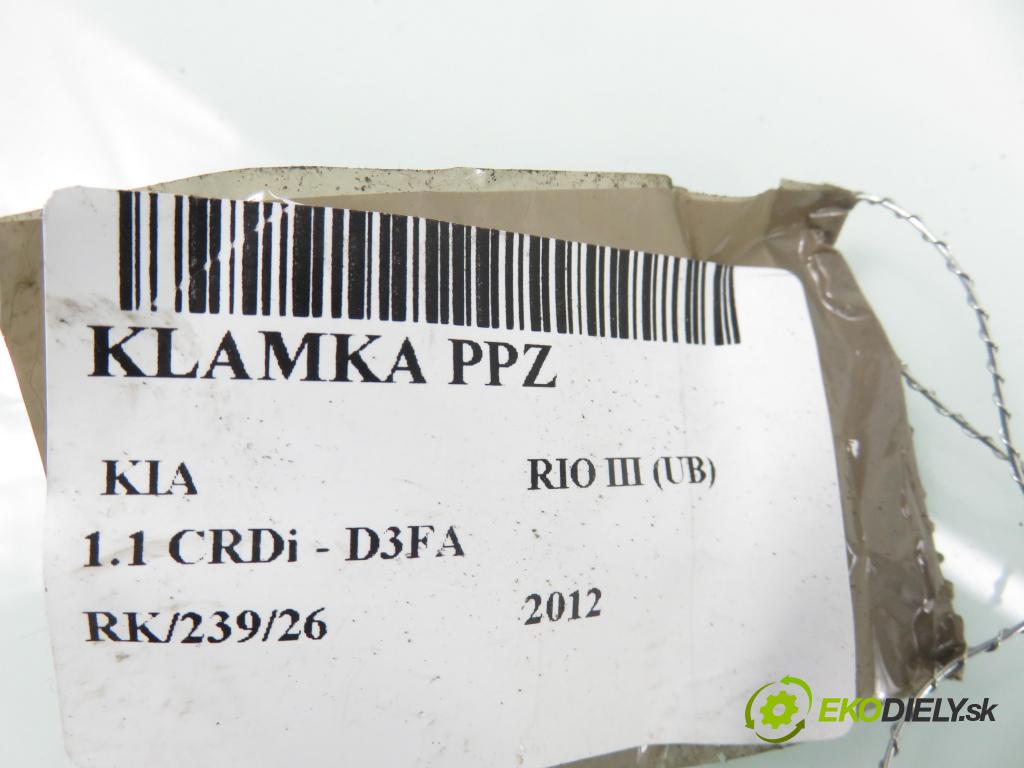 KLAMKA PPZ
KIA RIO III (UB)
1.1 CRDi - D3FA
RK/239/26 2012
EKODIELY.sk